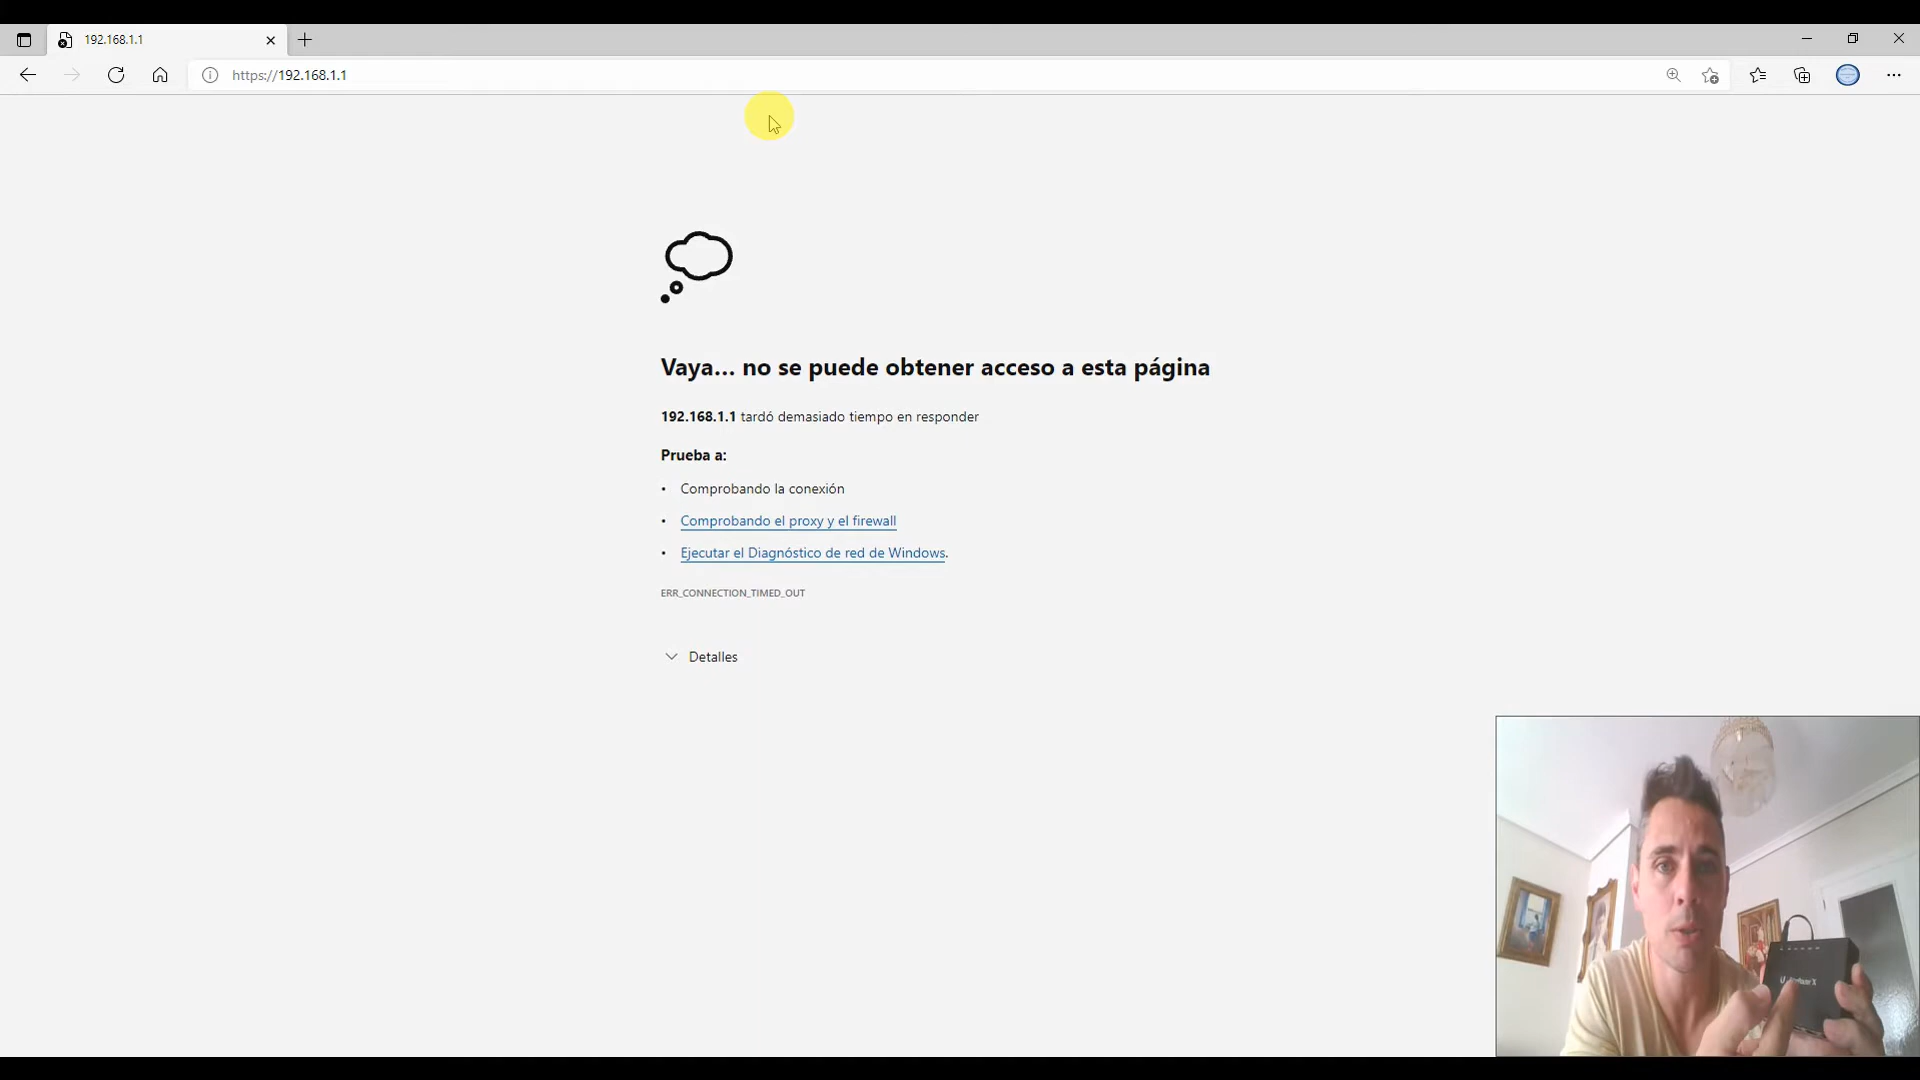 192.168.1.1
https://192.168.1.1
Vaya... no se puede obtener acceso a esta página
192.168.1.1 tardó demasiado tiempo en responder
Prueba a:
• Comprobando la conexión
• Comprobando el proxy y el firewall
• Ejecutar el Diagnóstico de red de Windows.
ERR_CONNECTION_TIMED_OUT
Detalles